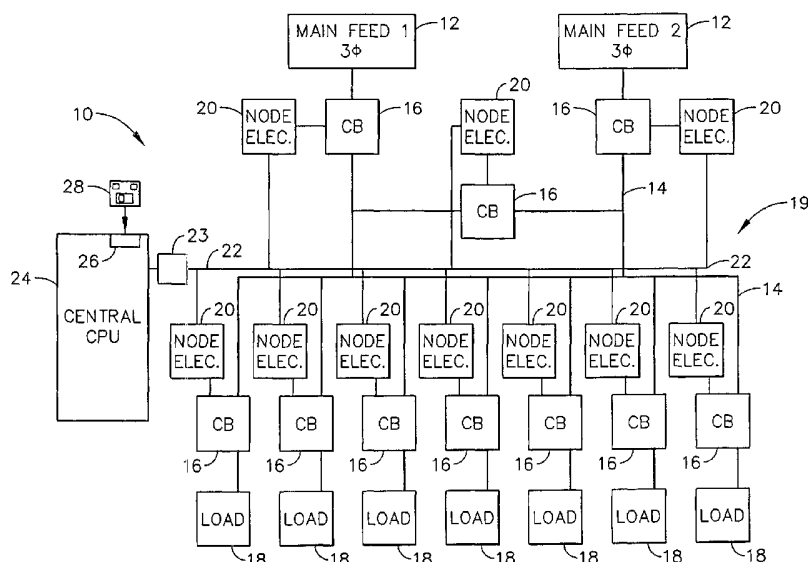 MAIN FEED 1
3Φ
12
MAIN FEED 2
3Φ
12
20
NODE
ELEC.
CB
16
20
NODE
ELEC.
16
CB
NODE
ELEC.
20
10
CB
16
14
19
28
26
23
22
22
24
CENTRAL
CPU
14
20
NODE
ELEC.
20
NODE
ELEC.
20
NODE
ELEC.
20
NODE
ELEC.
20
NODE
ELEC.
20
NODE
ELEC.
20
NODE
ELEC.
CB
CB
CB
CB
CB
CB
CB
16
16
16
16
16
16
16
LOAD
LOAD
LOAD
LOAD
LOAD
LOAD
LOAD
18
18
18
18
18
18
18